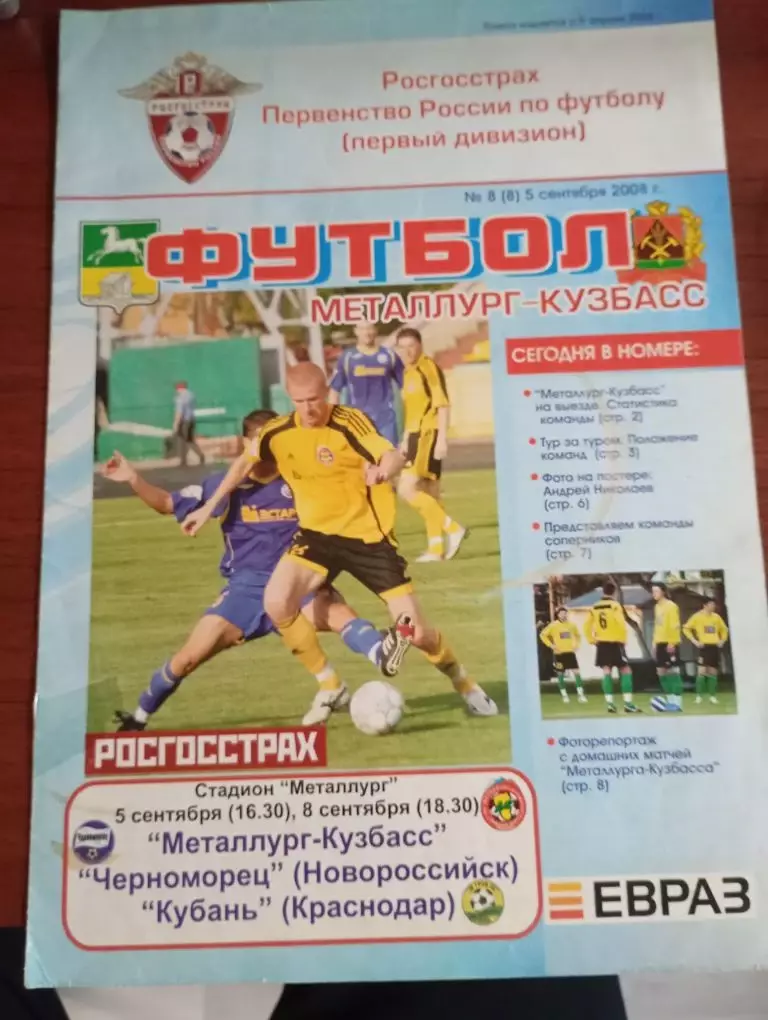 Росгосстрах
Первенство России по футболу
(первый дивизион)
РОСГОССТРАХ
№ 8 (8) 5 сентября 2008 г.
ФУТБОЛ
МЕТАЛЛУРГ-КУЗБАСС
СЕГОДНЯ В НОМЕРЕ:
"Металлург-Кузбасс"
на выезде. Статистика
команды (стр. 2)
Тур за туром. Положение
команд (стр. 3)
Фото на постере:
Андрей Николаев
(стр. 6)
Представляем команды
соперников
(стр. 7)
6
Фоторепортаж
с домашних матчей
"Металлурга-Кузбасса"
(стр. 8)
РОСГОССТРАХ
Стадион "Металлург"
5 сентября (16.30), 8 сентября (18.30)
"Металлург-Кузбасс"
"Черноморец" (Новороссийск)
"Кубань" (Краснодар)
ЕВРАЗ